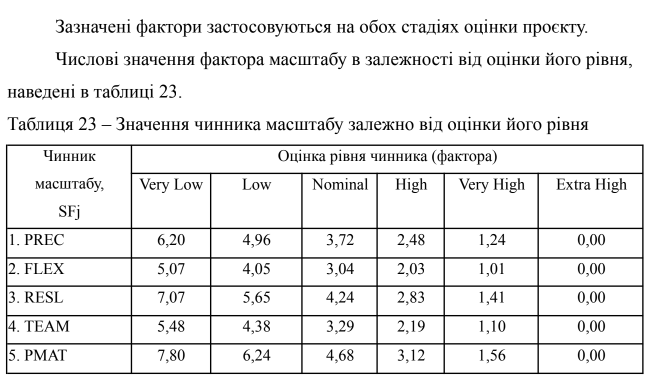 Зазначені фактори застосовуються на обох стадіях оцінки проєкту.
Числові значення фактора масштабу в залежності від оцінки його рівня,
наведені в таблиці 23.
Таблиця 23 – Значення чинника масштабу залежно від оцінки його рівня
Чинник масштабу, SFj Оцінка рівня чинника (фактора)
Very Low Low Nominal High Very High Extra High
1. PREC 6,20 4,96 3,72 2,48 1,24 0,00
2. FLEX 5,07 4,05 3,04 2,03 1,01 0,00
3. RESL 7,07 5,65 4,24 2,83 1,41 0,00
4. TEAM 5,48 4,38 3,29 2,19 1,10 0,00
5. PMAT 7,80 6,24 4,68 3,12 1,56 0,00